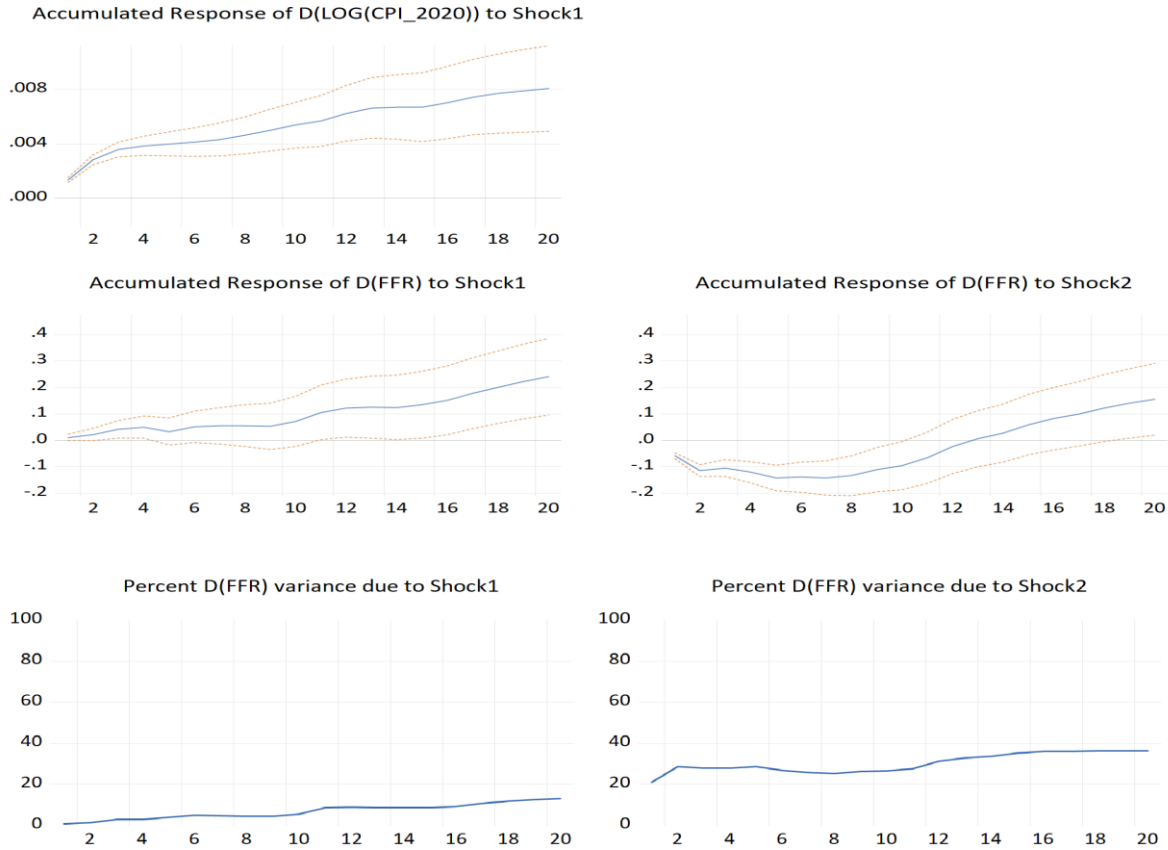 Accumulated Response of D(LOG(CPI_2020)) to Shock1
.008
.004
.000
2 4 6 8 10 12 14 16 18 20
Accumulated Response of D(FFR) to Shock1
.4
.3
.2
.1
.0
-.1
-.2
2 4 6 8 10 12 14 16 18 20
Accumulated Response of D(FFR) to Shock2
.4
.3
.2
.1
.0
-.1
-.2
2 4 6 8 10 12 14 16 18 20
Percent D(FFR) variance due to Shock1
100
80
60
40
20
0
2 4 6 8 10 12 14 16 18 20
Percent D(FFR) variance due to Shock2
100
80
60
40
20
0
2 4 6 8 10 12 14 16 18 20